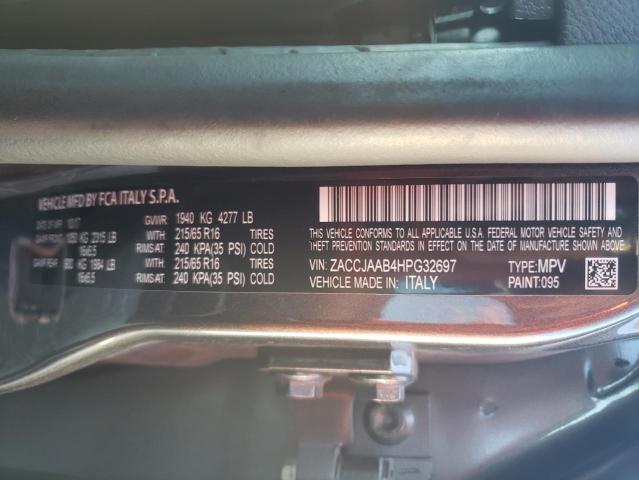 VEHICLE MFD BY FCA ITALY S.P.A.
GVWR: 1940 KG 4277 LB
WITH 215/65 R16 TIRES
RIMS AT: 240 KPA(35 PSI) COLD
WITH 215/65 R16 TIRES
RIMS AT: 240 KPA(35 PSI) COLD
THIS VEHICLE CONFORMS TO ALL APPLICABLE U.S.A. FEDERAL MOTOR VEHICLE SAFETY AND
THEFT PREVENTION STANDARDS IN EFFECT ON THE DATE OF MANUFACTURE SHOWN ABOVE.
VIN: ZACCJAAB4HPG32697 TYPE: MPV
VEHICLE MADE IN: ITALY PAINT: 095